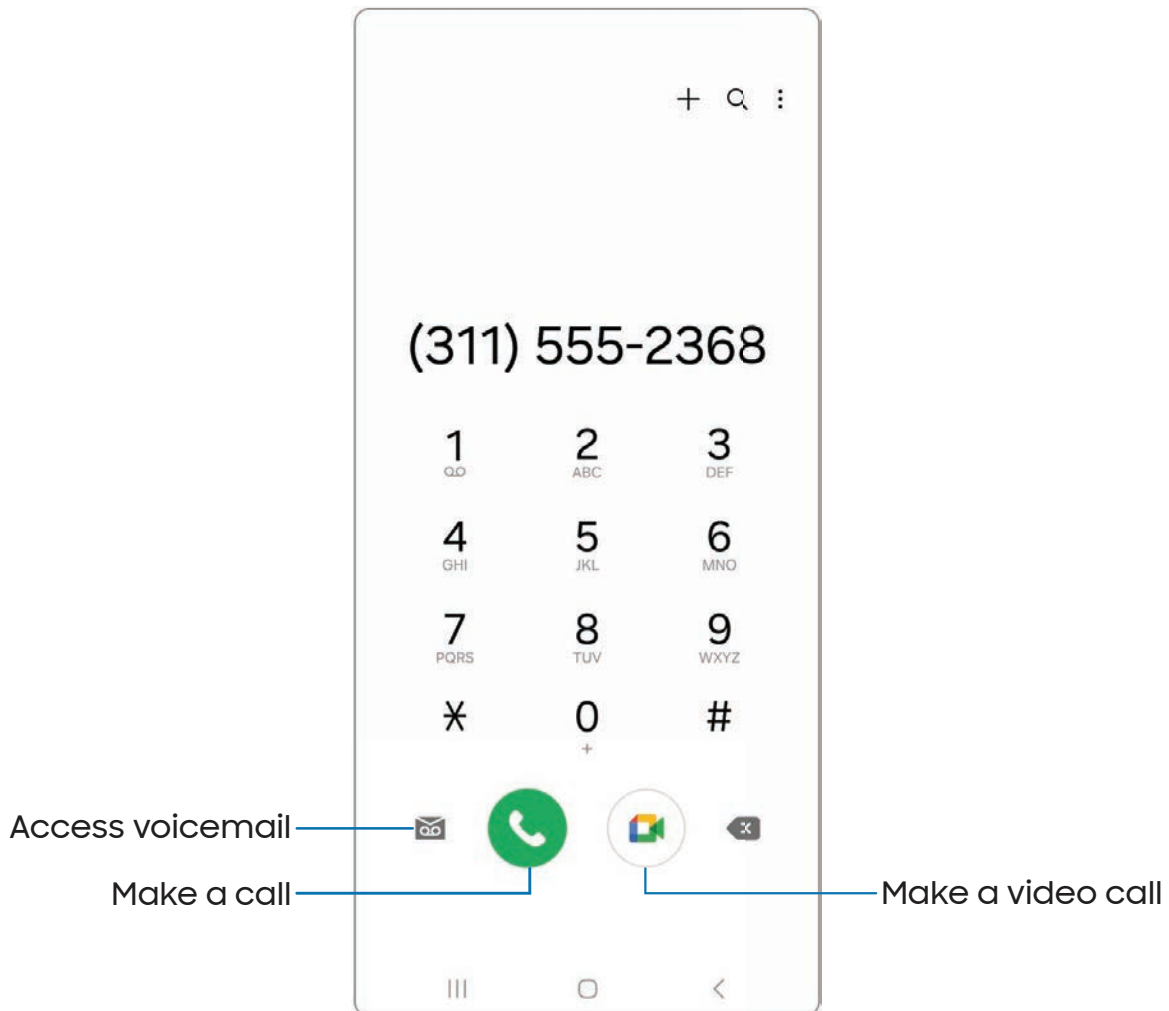 (311) 555-2368
1 2 3
ABC DEF
4 5 6
GHI JKL MNO
7 8 9
PQRS TUV WXYZ
* 0 #
+
Access voicemail
Make a call
Make a video call